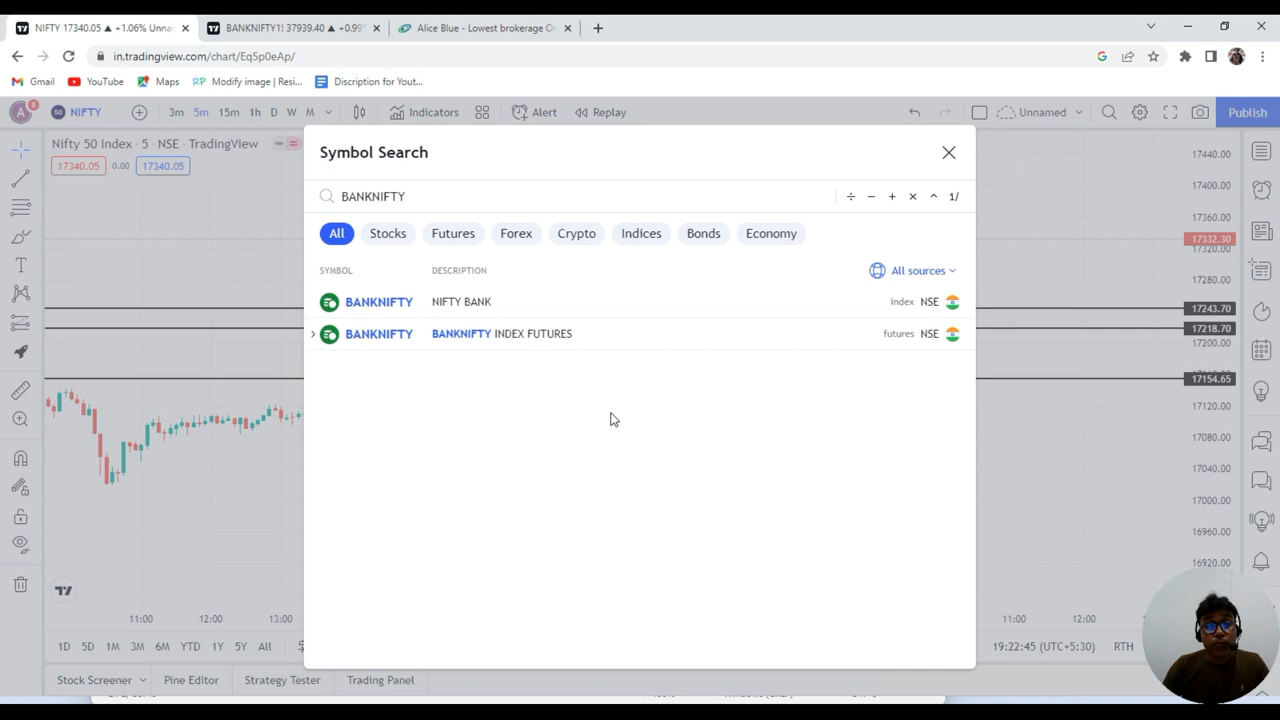 NIFTY 17340.05 ▲ +1.06% Unna
BANKNIFTY1! 37939.40 ▲ +0.99
Alice Blue - Lowest brokerage O
in.tradingview.com/chart/Eq5p0eAp/
Gmail
YouTube
Maps
Modify image | Resi...
Discription for Yout...
A
50
NIFTY
3m
5m
15m
1h
D
W
M
Indicators
Alert
Replay
Unnamed
Publish
Nifty 50 Index · 5 · NSE · TradingView
17340.05
0.00
17340.05
Symbol Search
BANKNIFTY
÷ − + × ^ 1/
All
Stocks
Futures
Forex
Crypto
Indices
Bonds
Economy
SYMBOL
DESCRIPTION
All sources
BANKNIFTY
NIFTY BANK
index
NSE
BANKNIFTY
BANKNIFTY INDEX FUTURES
futures
NSE
17440.00
17400.00
17360.00
17332.30
17320.00
17280.00
17243.70
17218.70
17200.00
17154.65
17120.00
17080.00
17040.00
17000.00
16960.00
16920.00
11:00
12:00
13:00
11:00
12:00
1D
5D
1M
3M
6M
YTD
1Y
5Y
All
19:22:45 (UTC+5:30)
RTH
Stock Screener
Pine Editor
Strategy Tester
Trading Panel